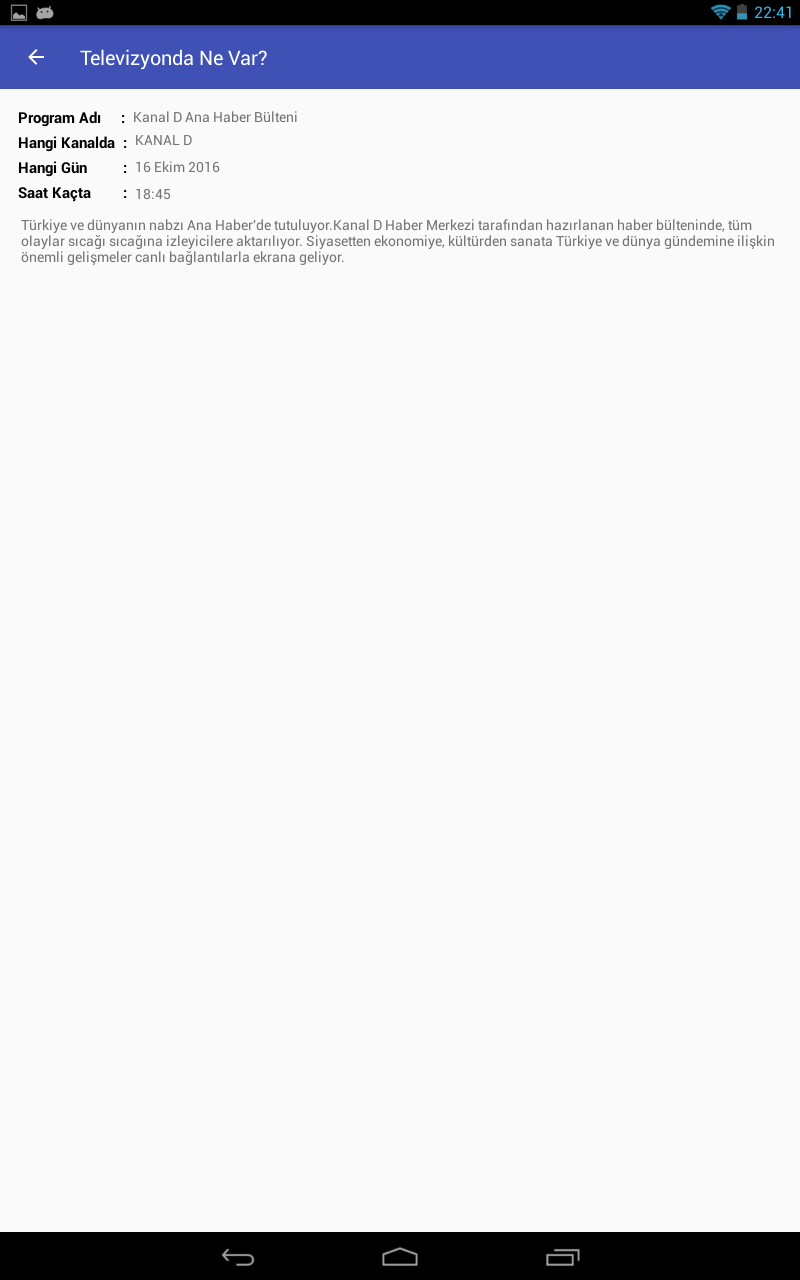 22:41
Televizyonda Ne Var?
Program Adı : Kanal D Ana Haber Bülteni
Hangi Kanalda : KANAL D
Hangi Gün : 16 Ekim 2016
Saat Kaçta : 18:45
Türkiye ve dünyanın nabzı Ana Haber'de tutuluyor.Kanal D Haber Merkezi tarafından hazırlanan haber bülteninde, tüm
olaylar sıcağı sıcağına izleyicilere aktarılıyor. Siyasetten ekonomiye, kültürden sanata Türkiye ve dünya gündemine ilişkin
önemli gelişmeler canlı bağlantılarla ekrana geliyor.